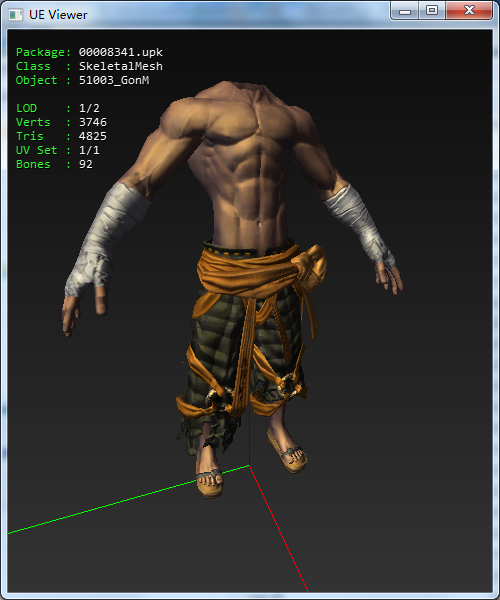 UE Viewer
Package: 00008341.upk
Class : SkeletalMesh
Object : 51003_GonM
LOD : 1/2
Verts : 3746
Tris : 4825
UV Set : 1/1
Bones : 92